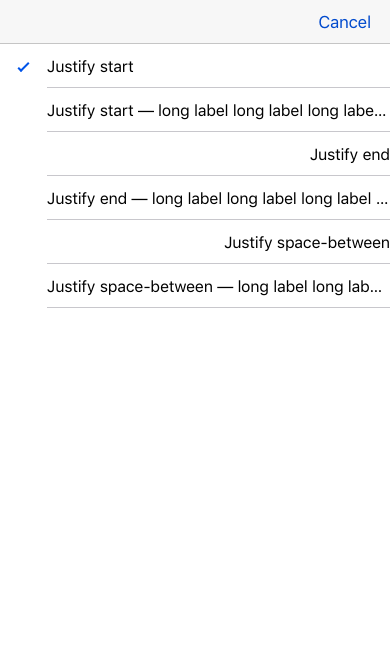 Cancel
Justify start
Justify start — long label long label long labe...
Justify end
Justify end — long label long label long label ...
Justify space-between
Justify space-between — long label long lab...